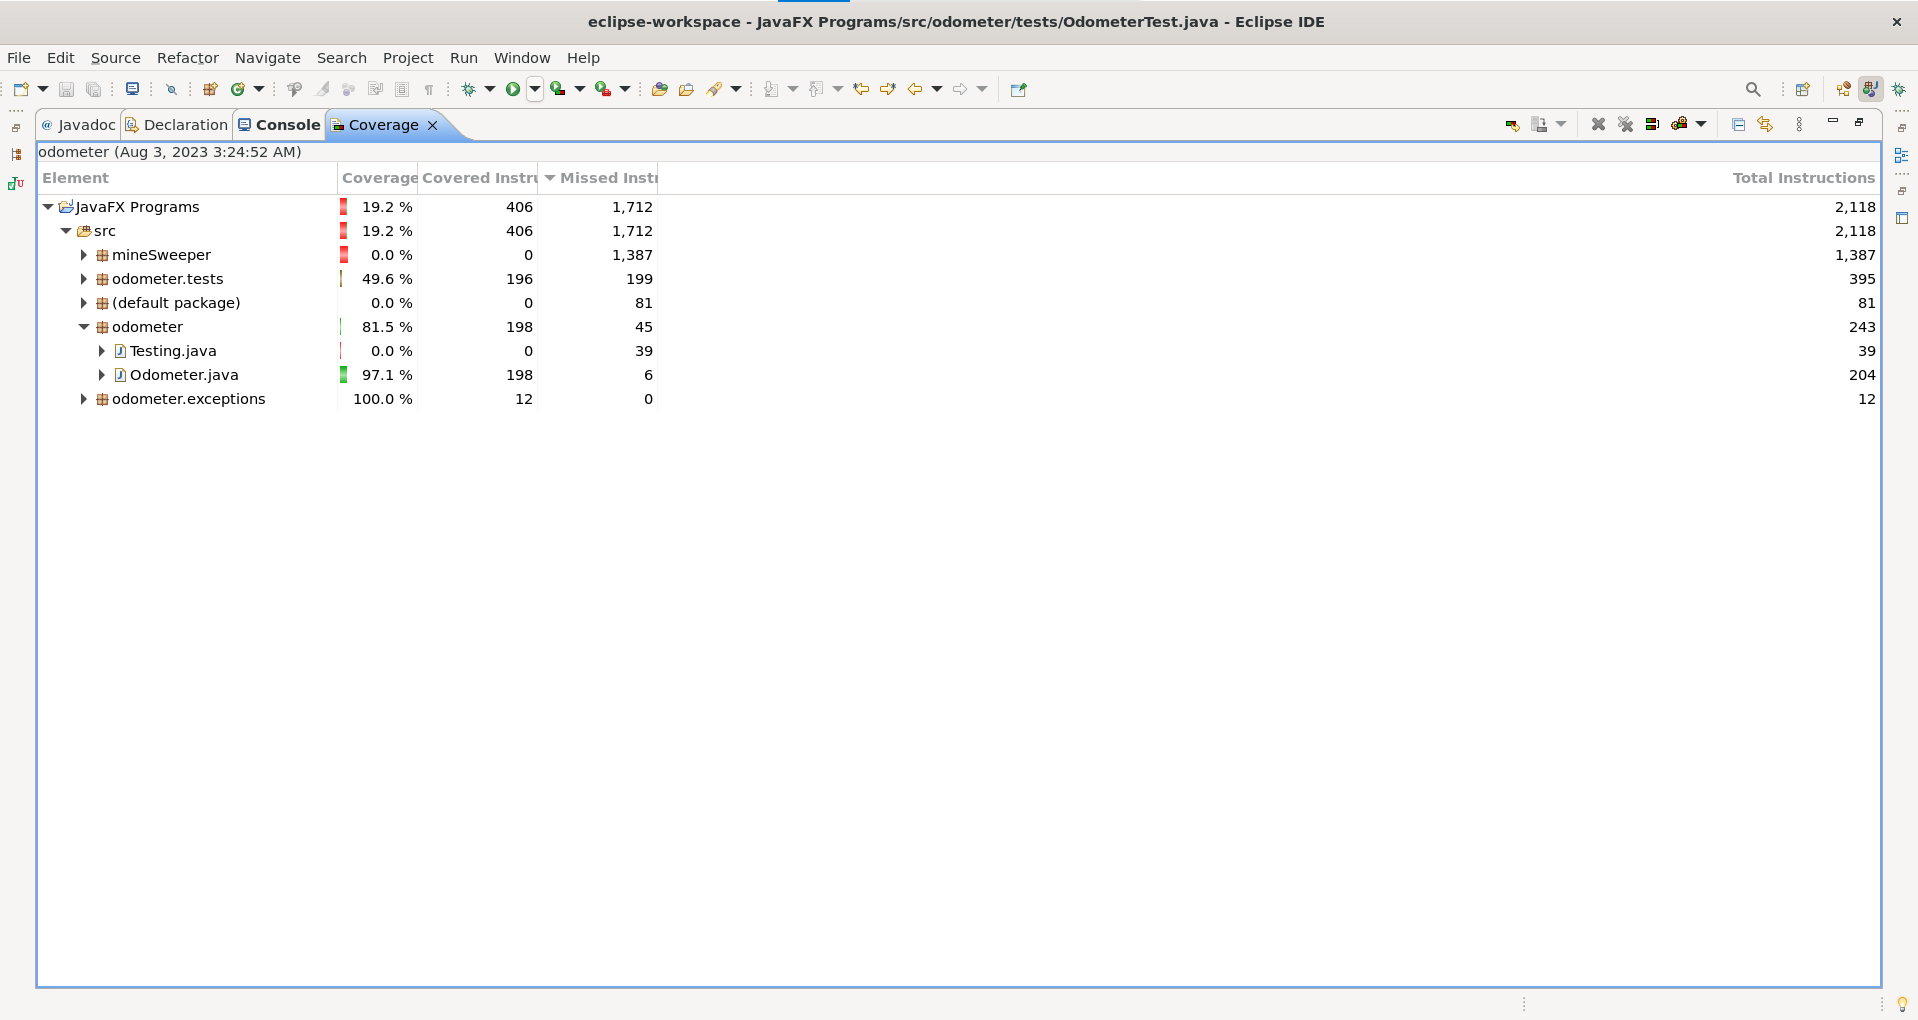 eclipse-workspace - JavaFX Programs/src/odometer/tests/OdometerTest.java - Eclipse IDE
File Edit Source Refactor Navigate Search Project Run Window Help
@ Javadoc Declaration Console Coverage
odometer (Aug 3, 2023 3:24:52 AM)
Element Coverage Covered Instru Missed Instr Total Instructions
JavaFX Programs 19.2 % 406 1,712 2,118
src 19.2 % 406 1,712 2,118
mineSweeper 0.0 % 0 1,387 1,387
odometer.tests 49.6 % 196 199 395
(default package) 0.0 % 0 81 81
odometer 81.5 % 198 45 243
Testing.java 0.0 % 0 39 39
Odometer.java 97.1 % 198 6 204
odometer.exceptions 100.0 % 12 0 12